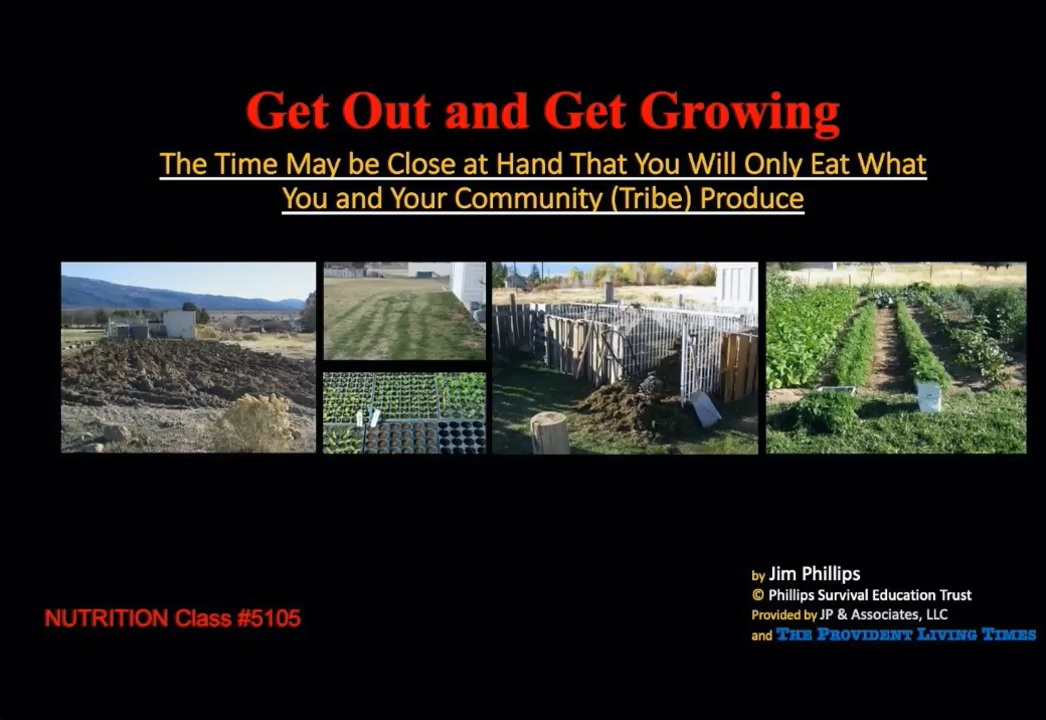 Get Out and Get Growing
The Time May be Close at Hand That You Will Only Eat What
You and Your Community (Tribe) Produce
by Jim Phillips
© Phillips Survival Education Trust
NUTRITION Class #5105
Provided by JP & Associates, LLC
and THE PROVIDENT LIVING TIMES